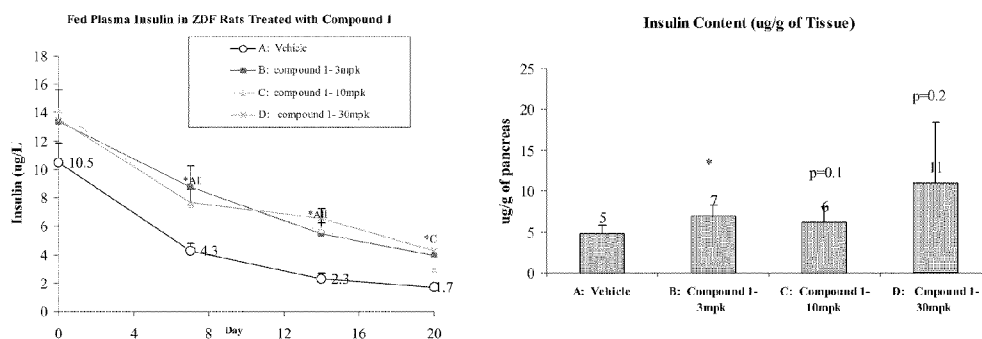 Fed Plasma Insulin in ZDF Rats Treated with Compound 1
A: Vehicle
B: compound 1- 3mpk
C: compound 1- 10mpk
D: compound 1- 30mpk
Insulin (ug/L
18
16
14
12
10
8
6
4
2
0
10.5
4.3
2.3
1.7
*All
*All
*C
0
4
8
12
16
20
Day
Insulin Content (ug/g of Tissue)
ug/g of pancreas
25
20
15
10
5
0
5
*
7
p=0.1
6
p=0.2
11
A: Vehicle
B: Compound 1-
3mpk
C: Compound 1-
10mpk
D: Cmpound 1-
30mpk